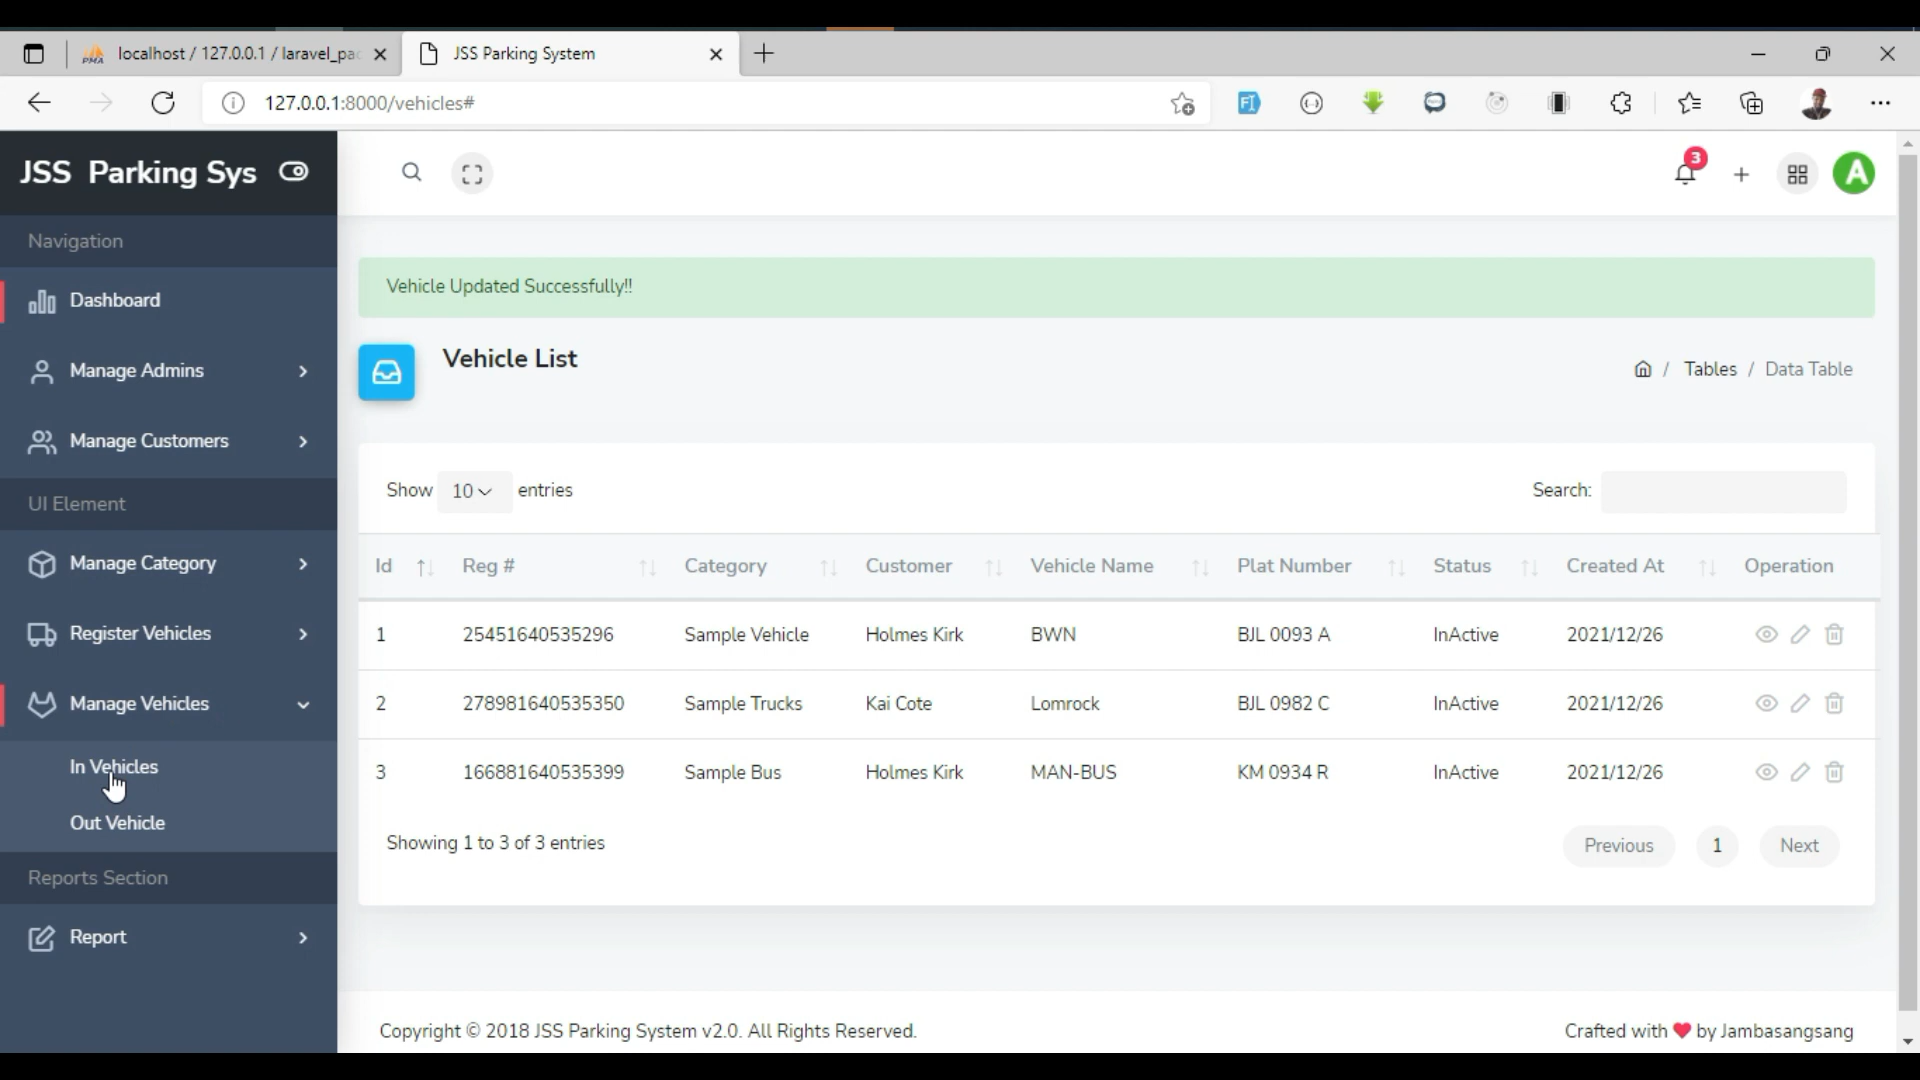 localhost / 127.0.0.1 / laravel_pac
JSS Parking System
127.0.0.1:8000/vehicles#
JSS Parking Sys
3
A
Navigation
Dashboard
Manage Admins
Manage Customers
UI Element
Manage Category
Register Vehicles
Manage Vehicles
In Vehicles
Out Vehicle
Reports Section
Report
Vehicle Updated Successfully!!
Vehicle List
/ Tables / Data Table
Show 10 entries
Search:
Id Reg # Category Customer Vehicle Name Plat Number Status Created At Operation
1 25451640535296 Sample Vehicle Holmes Kirk BWN BJL 0093 A InActive 2021/12/26
2 278981640535350 Sample Trucks Kai Cote Lomrock BJL 0982 C InActive 2021/12/26
3 166881640535399 Sample Bus Holmes Kirk MAN-BUS KM 0934 R InActive 2021/12/26
Showing 1 to 3 of 3 entries
Previous 1 Next
Copyright © 2018 JSS Parking System v2.0. All Rights Reserved.
Crafted with ❤ by Jambasangsang